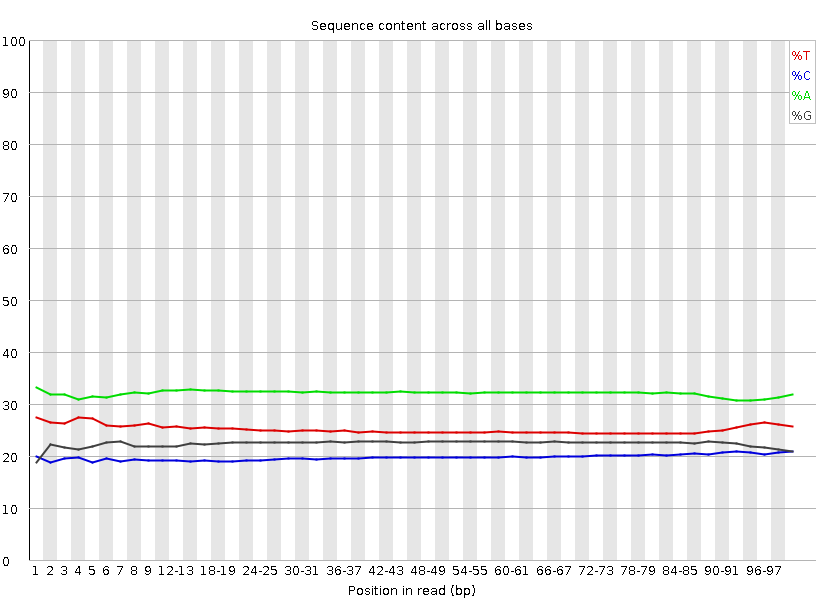 Sequence content across all bases
100
90
80
70
60
50
40
30
20
10
0
%T
%C
%A
%G
1 2 3 4 5 6 7 8 9 12-13 18-19 24-25 30-31 36-37 42-43 48-49 54-55 60-61 66-67 72-73 78-79 84-85 90-91 96-97
Position in read (bp)